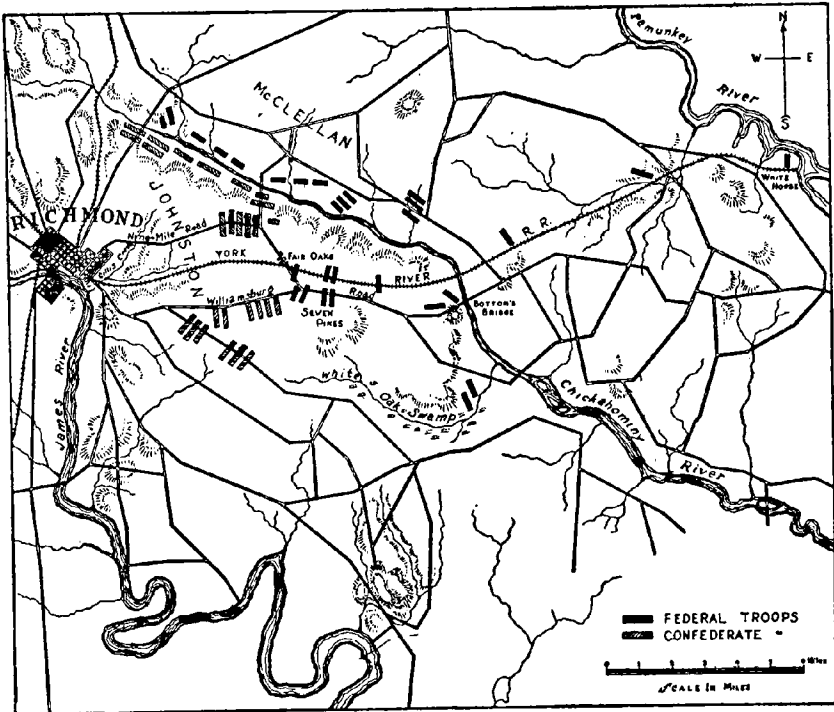 Pemunkey
River
N
W E
S
McCLELLAN
WHITE
HOUSE
JOHNSTON
RICHMOND
Nine-Mile Road
R.R.
YORK
FAIR OAKS
RIVER
Williamsburg
Road
SEVEN
PINES
BOTTOM'S
BRIDGE
James River
White Oak Swamp
Chickahominy
River
FEDERAL TROOPS
CONFEDERATE "
SCALE IN MILES